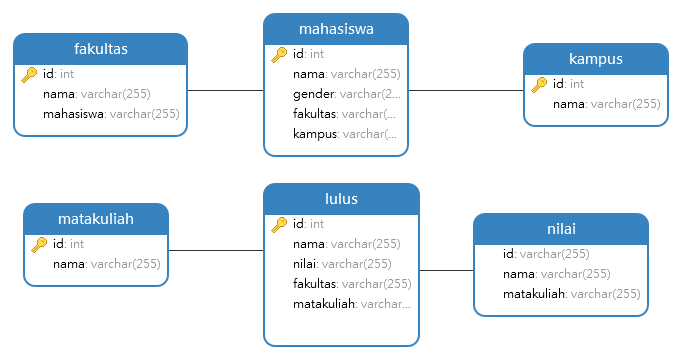 fakultas
id: int
nama: varchar(255)
mahasiswa: varchar(255)
mahasiswa
id: int
nama: varchar(255)
gender: varchar(2...
fakultas: varchar(...
kampus: varchar(...
kampus
id: int
nama: varchar(255)
matakuliah
id: int
nama: varchar(255)
lulus
id: int
nama: varchar(255)
nilai: varchar(255)
fakultas: varchar(255)
matakuliah: varchar...
nilai
id: varchar(255)
nama: varchar(255)
matakuliah: varchar(255)